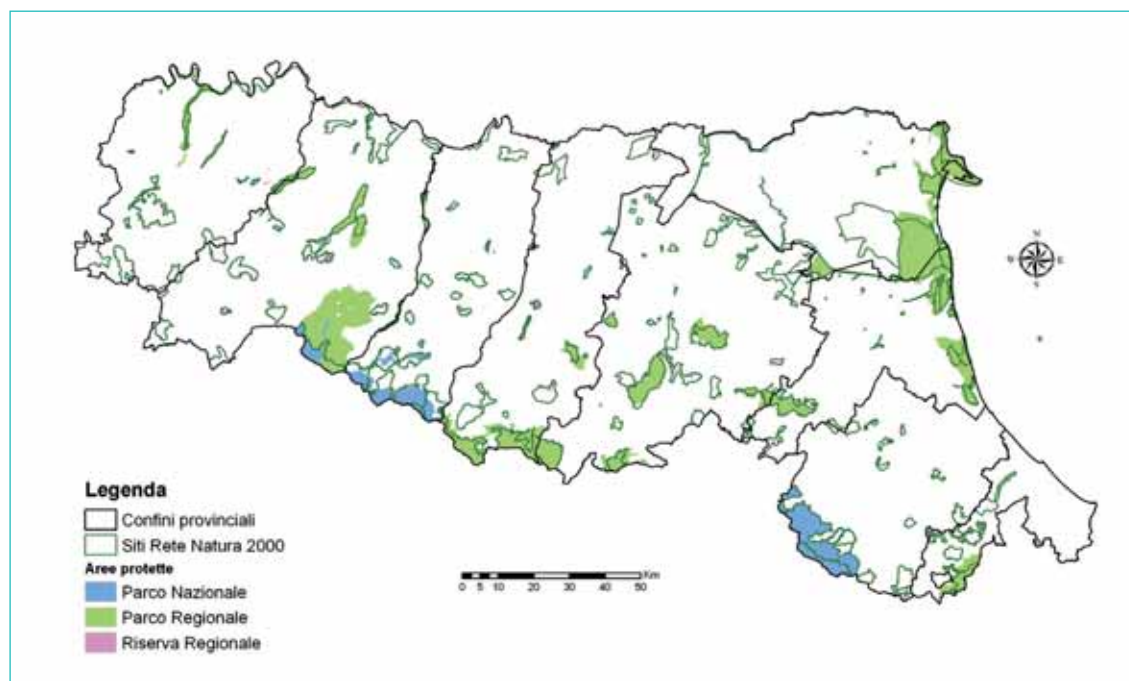 N
E
S
Legenda
Confini provinciali
Siti Rete Natura 2000
Aree protette
Parco Nazionale
Parco Regionale
Riserva Regionale
Km
0 5 10 20 30 40 50